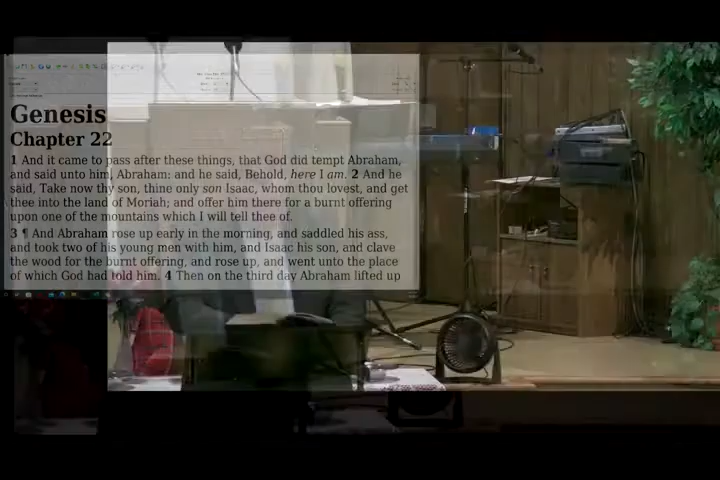 Genesis
Chapter 22
1 And it came to pass after these things, that God did tempt Abraham,
and said unto him, Abraham: and he said, Behold, here I am. 2 And he
said, Take now thy son, thine only son Isaac, whom thou lovest, and get
thee into the land of Moriah; and offer him there for a burnt offering
upon one of the mountains which I will tell thee of.
3 ¶ And Abraham rose up early in the morning, and saddled his ass,
and took two of his young men with him, and Isaac his son, and clave
the wood for the burnt offering, and rose up, and went unto the place
of which God had told him. 4 Then on the third day Abraham lifted up